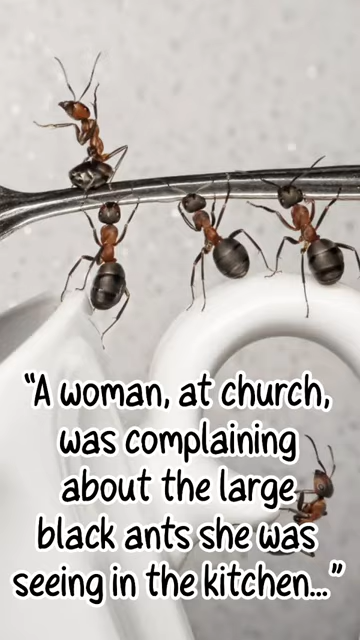 “A woman, at church,
was complaining
about the large
black ants she was
seeing in the kitchen...”